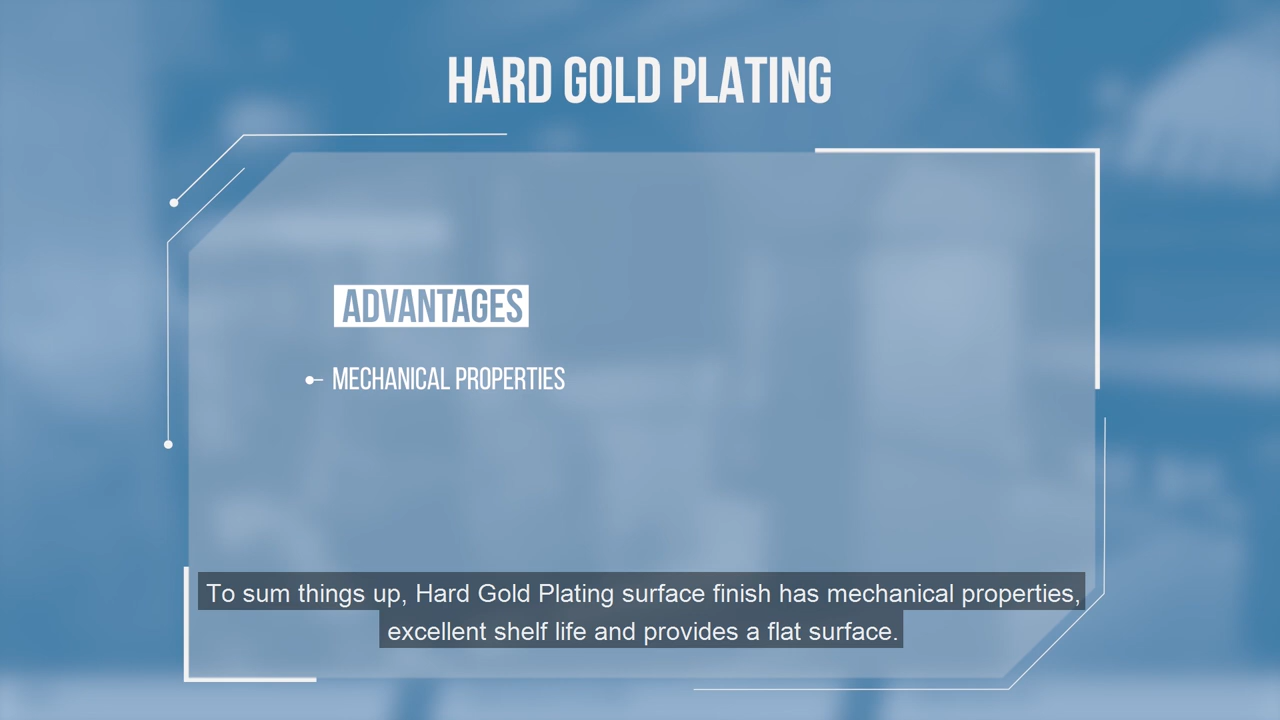 HARD GOLD PLATING
ADVANTAGES
MECHANICAL PROPERTIES
To sum things up, Hard Gold Plating surface finish has mechanical properties,
excellent shelf life and provides a flat surface.